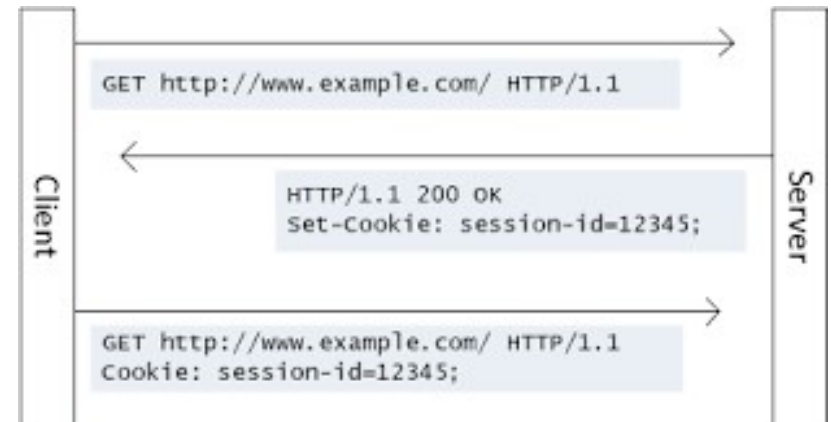 Client
GET http://www.example.com/ HTTP/1.1
HTTP/1.1 200 OK
Set-Cookie: session-id=12345;
GET http://www.example.com/ HTTP/1.1
Cookie: session-id=12345;
Server